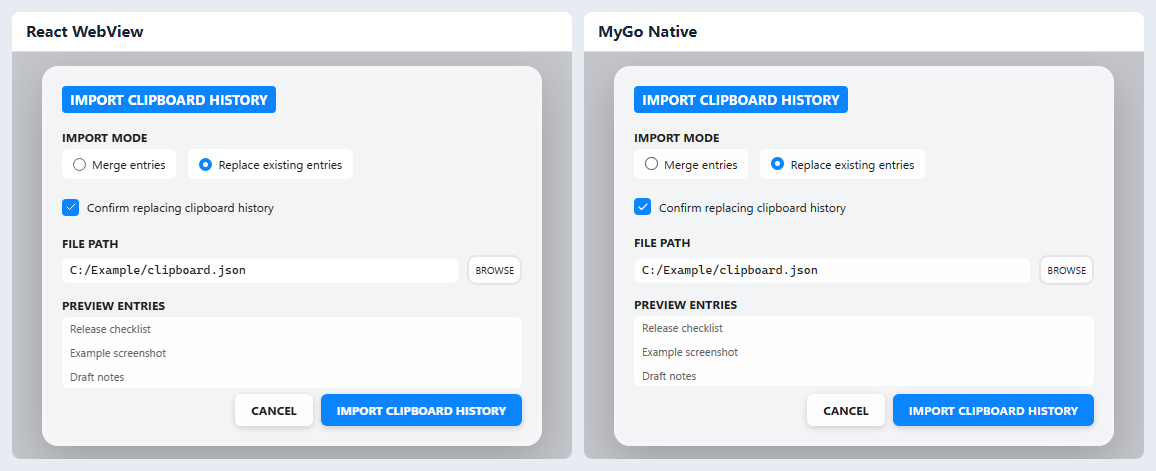 React WebView
IMPORT CLIPBOARD HISTORY
IMPORT MODE
Merge entries
Replace existing entries
Confirm replacing clipboard history
FILE PATH
C:/Example/clipboard.json
BROWSE
PREVIEW ENTRIES
Release checklist
Example screenshot
Draft notes
CANCEL
IMPORT CLIPBOARD HISTORY
MyGo Native
IMPORT CLIPBOARD HISTORY
IMPORT MODE
Merge entries
Replace existing entries
Confirm replacing clipboard history
FILE PATH
C:/Example/clipboard.json
BROWSE
PREVIEW ENTRIES
Release checklist
Example screenshot
Draft notes
CANCEL
IMPORT CLIPBOARD HISTORY